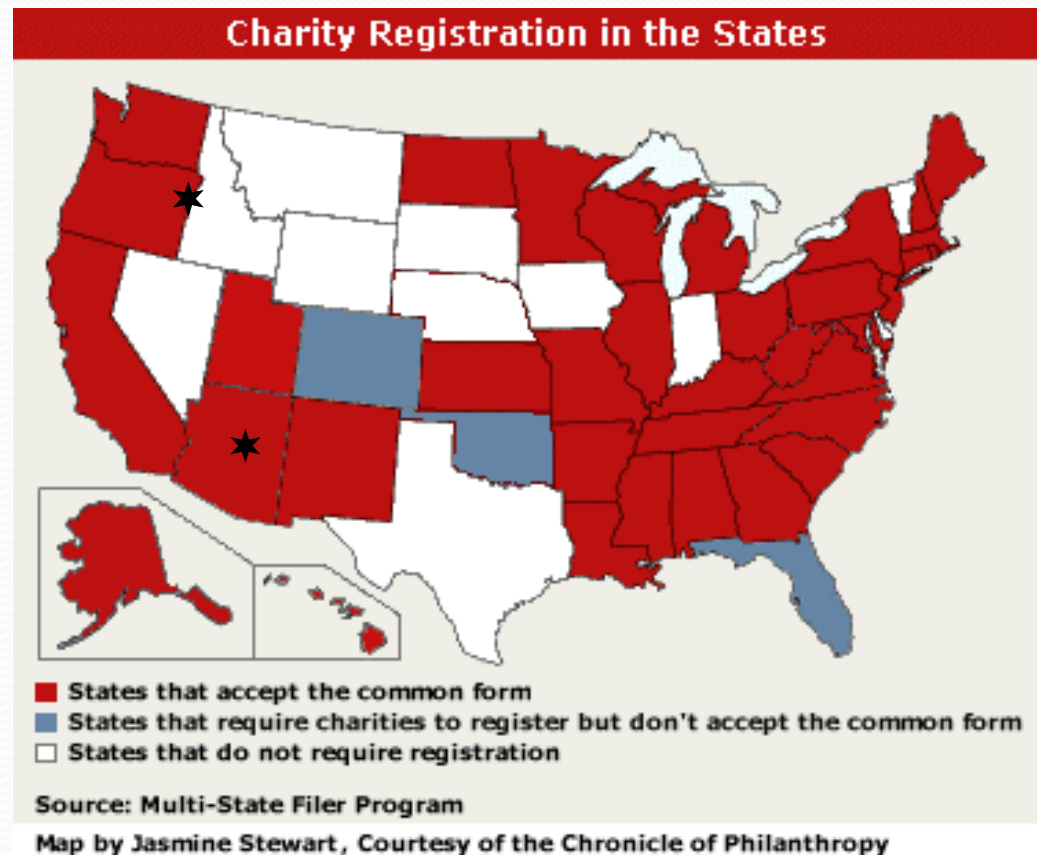 Charity Registration in the States
States that accept the common form
States that require charities to register but don't accept the common form
States that do not require registration
Source: Multi-State Filer Program
Map by Jasmine Stewart, Courtesy of the Chronicle of Philanthropy